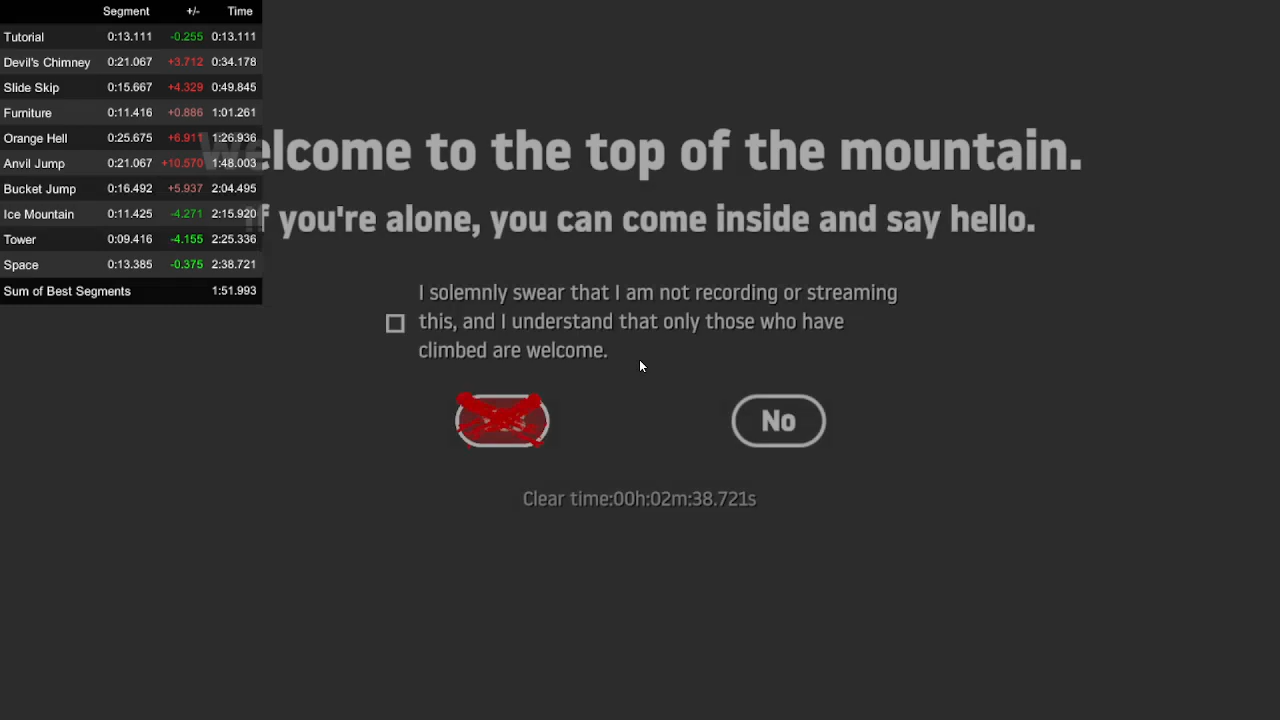 Segment +/- Time
Tutorial 0:13.111 -0.255 0:13.111
Devil's Chimney 0:21.067 +3.712 0:34.178
Slide Skip 0:15.667 +4.329 0:49.845
Furniture 0:11.416 +0.886 1:01.261
Orange Hell 0:25.675 +6.911 1:26.936
Anvil Jump 0:21.067 +10.570 1:48.003
Bucket Jump 0:16.492 +5.937 2:04.495
Ice Mountain 0:11.425 -4.271 2:15.920
Tower 0:09.416 -4.155 2:25.336
Space 0:13.385 -0.375 2:38.721
Sum of Best Segments 1:51.993
Welcome to the top of the mountain.
If you're alone, you can come inside and say hello.
I solemnly swear that I am not recording or streaming
this, and I understand that only those who have
climbed are welcome.
No
Clear time:00h:02m:38.721s